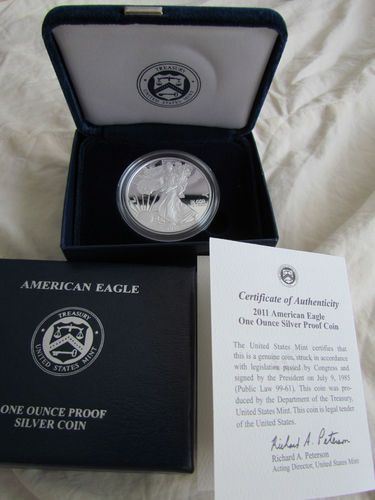 TREASURY
UNITED STATES MINT
AMERICAN EAGLE
TREASURY
UNITED STATES MINT
ONE OUNCE PROOF
SILVER COIN
Certificate of Authenticity
2011 American Eagle
One Ounce Silver Proof Coin
The United States Mint certifies that
this is a genuine coin, struck in accordance
with legislation passed by Congress and
signed by the President on July 9, 1985
(Public Law 99-61). This coin was pro-
duced by the Department of the Treasury,
United States Mint. This coin is legal tender
of the United States.
Richard A. Peterson
Richard A. Peterson
Acting Director, United States Mint